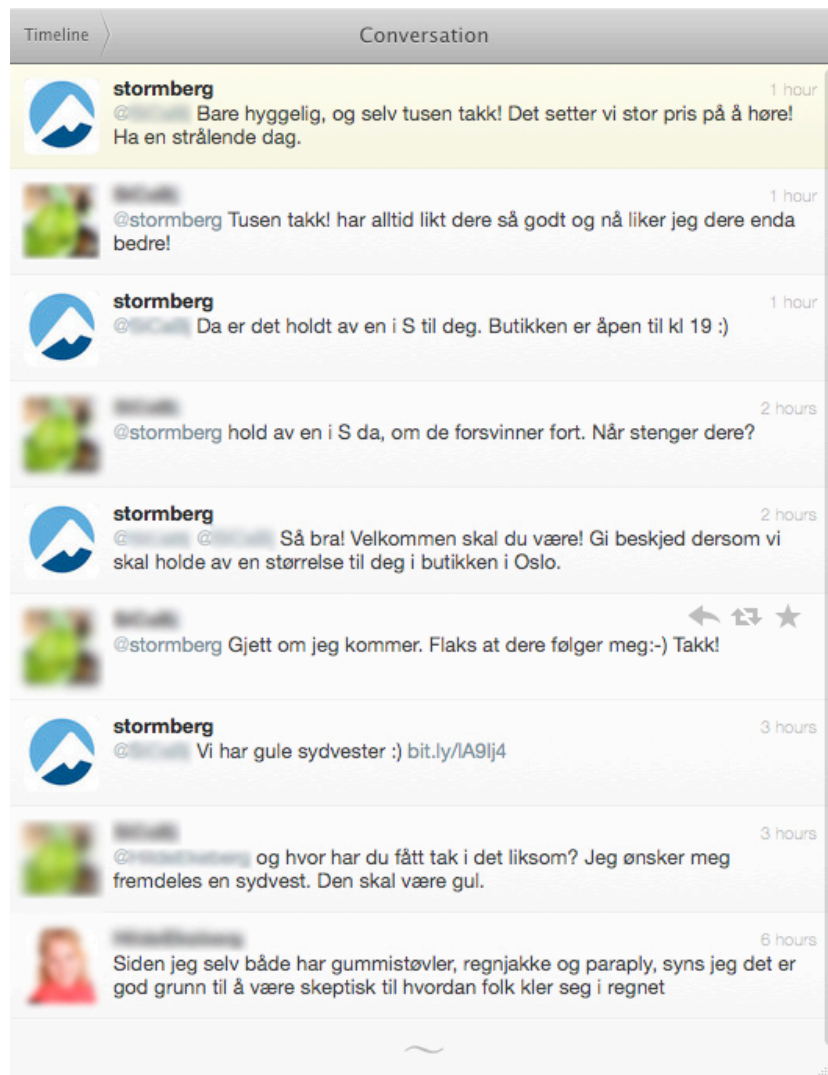 Timeline
Conversation
stormberg
1 hour
@ Bare hyggelig, og selv tusen takk! Det setter vi stor pris på å høre!
Ha en strålende dag.
1 hour
@stormberg Tusen takk! har alltid likt dere så godt og nå liker jeg dere enda
bedre!
stormberg
1 hour
@ Da er det holdt av en i S til deg. Butikken er åpen til kl 19 :)
2 hours
@stormberg hold av en i S da, om de forsvinner fort. Når stenger dere?
stormberg
2 hours
@ @ Så bra! Velkommen skal du være! Gi beskjed dersom vi
skal holde av en størrelse til deg i butikken i Oslo.
@stormberg Gjett om jeg kommer. Flaks at dere følger meg:-) Takk!
stormberg
3 hours
@ Vi har gule sydvester :) bit.ly/lA9Ij4
3 hours
@ og hvor har du fått tak i det liksom? Jeg ønsker meg
fremdeles en sydvest. Den skal være gul.
6 hours
Siden jeg selv både har gummistøvler, regnjakke og paraply, syns jeg det er
god grunn til å være skeptisk til hvordan folk kler seg i regnet